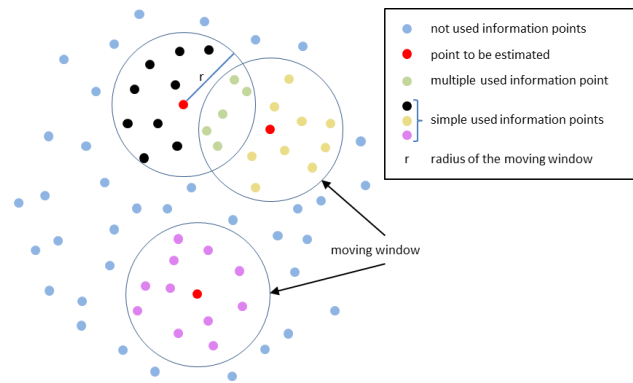 not used information points
point to be estimated
multiple used information point
simple used information points
r radius of the moving window
r
moving window